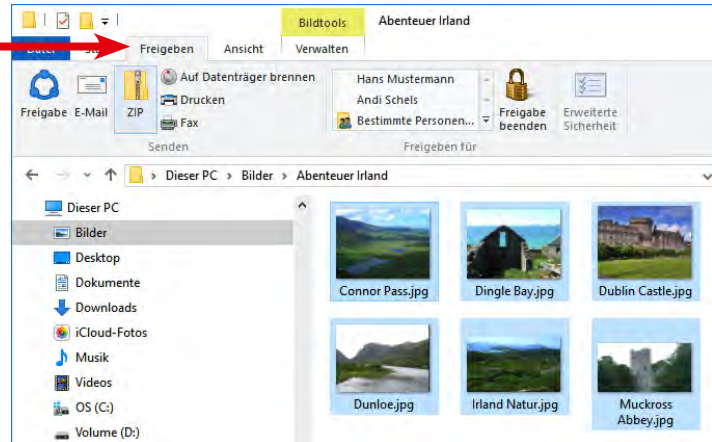 Bildtools Abenteuer Irland
Datei Freigeben Ansicht Verwalten
Freigabe E-Mail ZIP
Auf Datenträger brennen
Drucken
Fax
Senden
Hans Mustermann
Andi Schels
Bestimmte Personen...
Freigabe beenden
Erweiterte Sicherheit
Freigeben für
Dieser PC > Bilder > Abenteuer Irland
Dieser PC
Bilder
Desktop
Dokumente
Downloads
iCloud-Fotos
Musik
Videos
OS (C:)
Volume (D:)
Connor Pass.jpg Dingle Bay.jpg Dublin Castle.jpg
Dunloe.jpg Irland Natur.jpg Muckross
Abbey.jpg